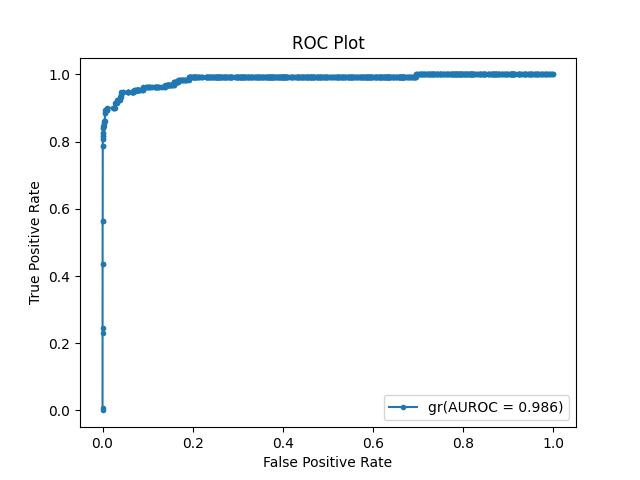 ROC Plot
True Positive Rate
1.0
0.8
0.6
0.4
0.2
0.0
gr(AUROC = 0.986)
0.0 0.2 0.4 0.6 0.8 1.0
False Positive Rate